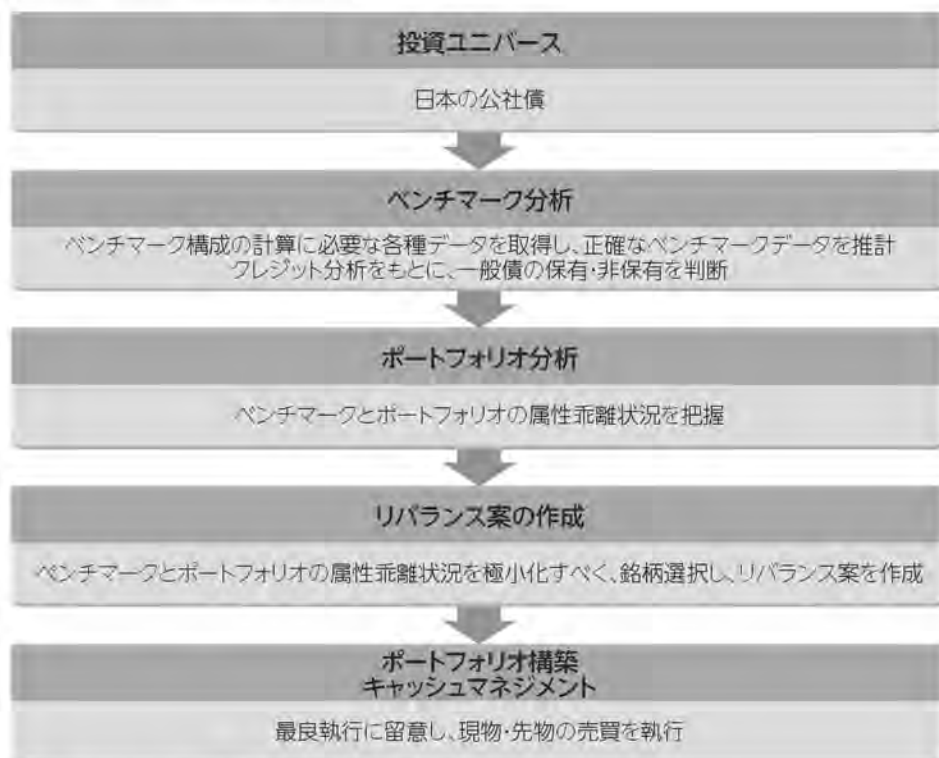 投資ユニバース
日本の公社債
ベンチマーク分析
ベンチマーク構成の計算に必要な各種データを取得し、正確なベンチマークデータを推計
クレジット分析をもとに、一般債の保有・非保有を判断
ポートフォリオ分析
ベンチマークとポートフォリオの属性乖離状況を把握
リバランス案の作成
ベンチマークとポートフォリオの属性乖離状況を極小化すべく、銘柄選択し、リバランス案を作成
ポートフォリオ構築
キャッシュマネジメント
最良執行に留意し、現物・先物の売買を執行